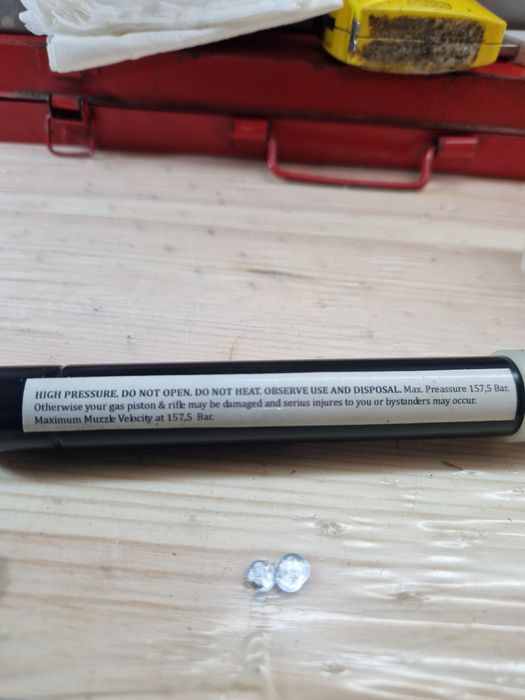 HIGH PRESSURE. DO NOT OPEN. DO NOT HEAT. OBSERVE USE AND DISPOSAL. Max. Preassure 157,5 Bar.
Otherwise your gas piston & rifle may be damaged and serius injures to you or bystanders may occur.
Maximum Muzzle Velocity at 157,5 Bar.